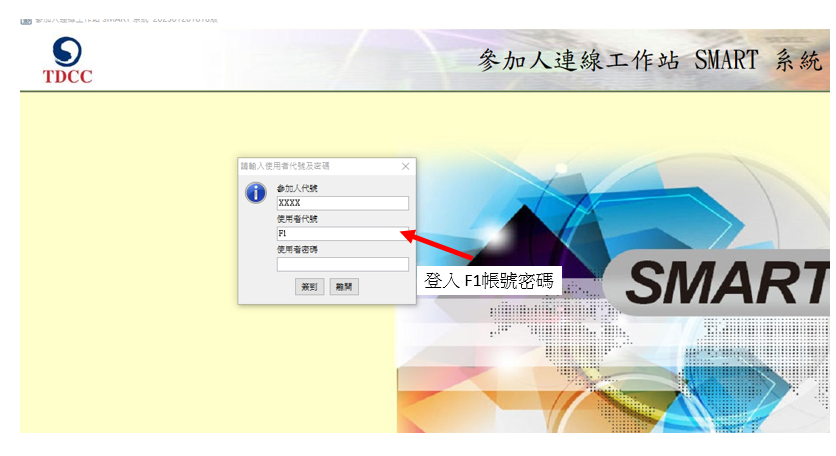 TDCC
參加人連線工作站 SMART 系統
請輸入使用者代號及密碼
參加人代號
XXXX
使用者代號
F1
使用者密碼
簽到 離開
登入 F1帳號密碼
SMART